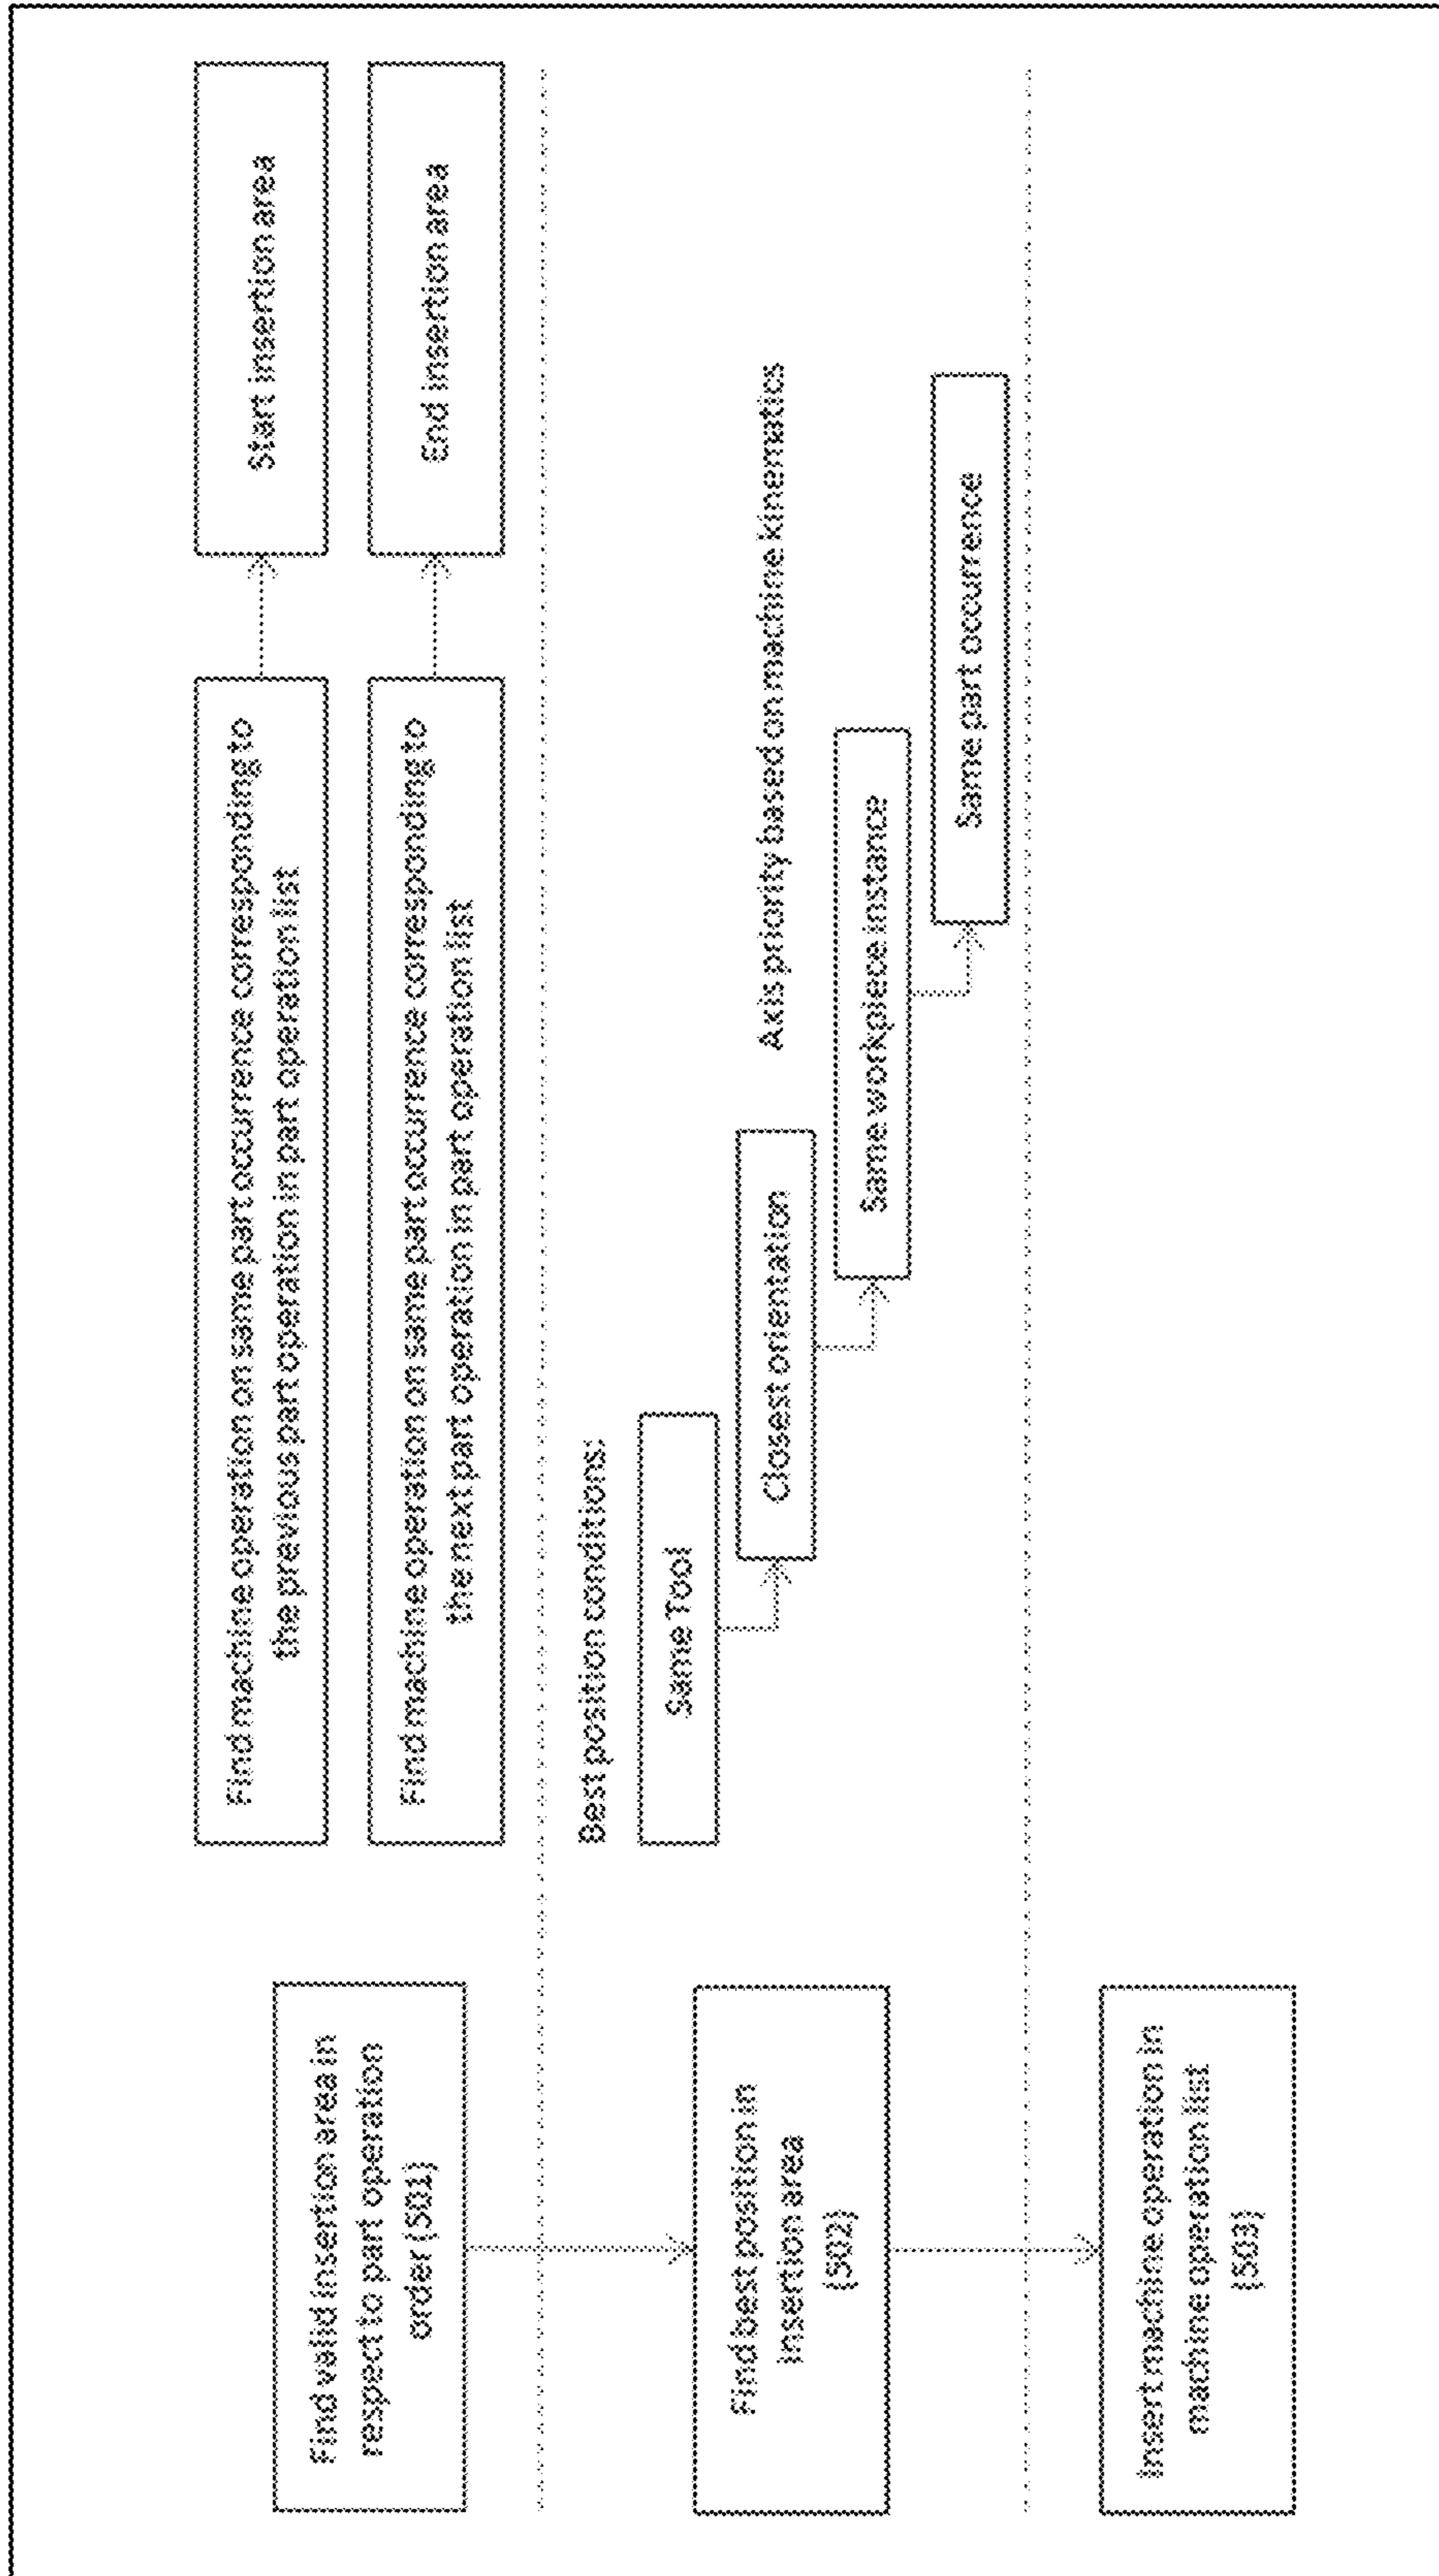 Find valid insertion area in
respect to part operation
order (501)
Find machine operation on same part occurrence corresponding to
the previous part operation in part operation list
Start insertion area
Find machine operation on same part occurrence corresponding to
the next part operation in part operation list
End insertion area
Find best position in
insertion area
(502)
Best position conditions:
Same Tool
Closest orientation
Axis priority based on machine kinematics
Same workpiece instance
Same part occurrence
Insert machine operation in
machine operation list
(503)